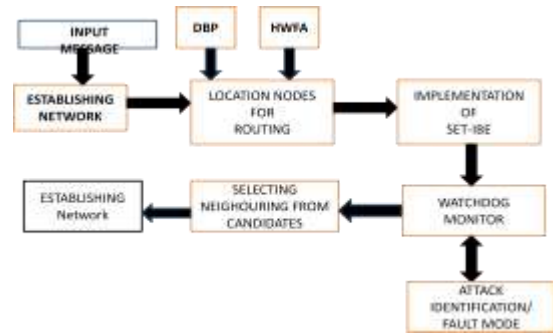 INPUT
MESSAGE
DBP
HWFA
ESTABLISHING
NETWORK
LOCATION NODES
FOR
ROUTING
IMPLEMENTATION
OF
SET-IBE
ESTABLISHING
Network
SELECTING
NEIGHOURING FROM
CANDIDATES
WATCHDOG
MONITOR
ATTACK
IDENTIFICATION/
FAULT MODE